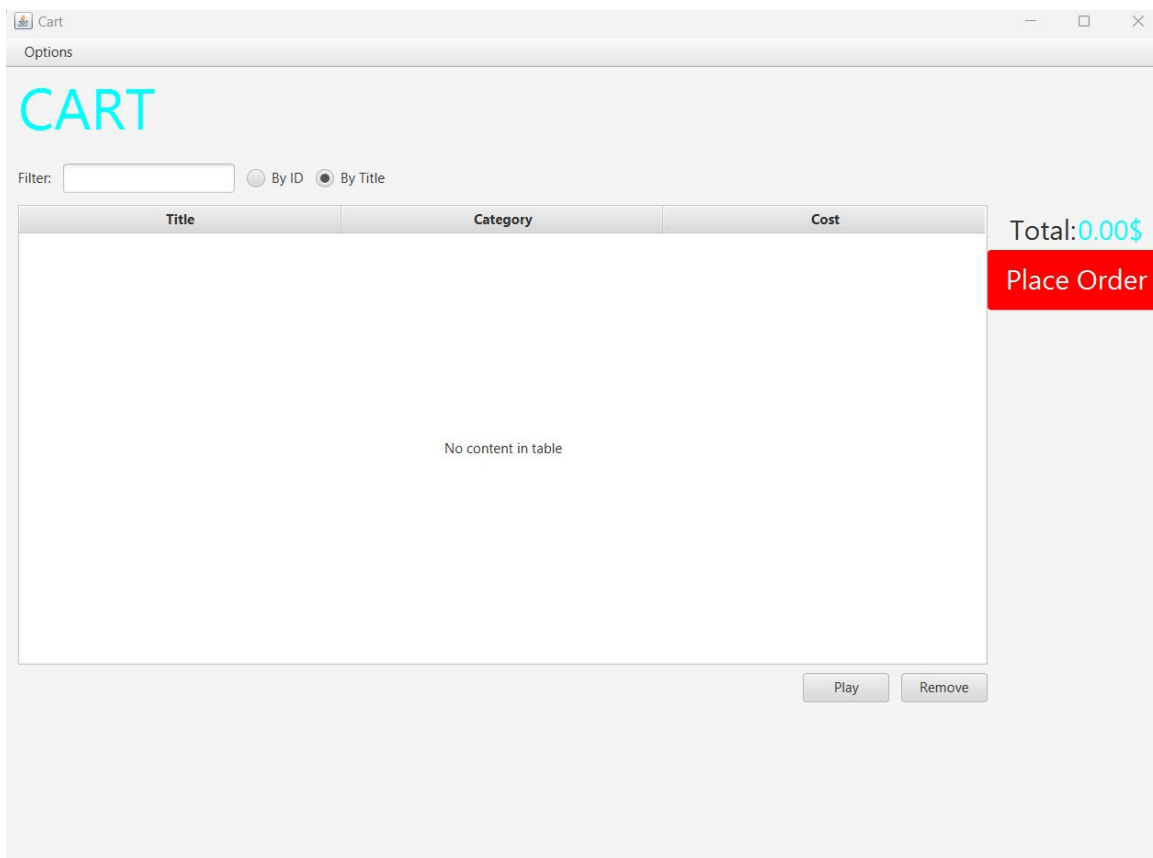 Cart
Options
CART
Filter: By ID By Title
Title Category Cost
Total:0.00$
Place Order
No content in table
Play Remove